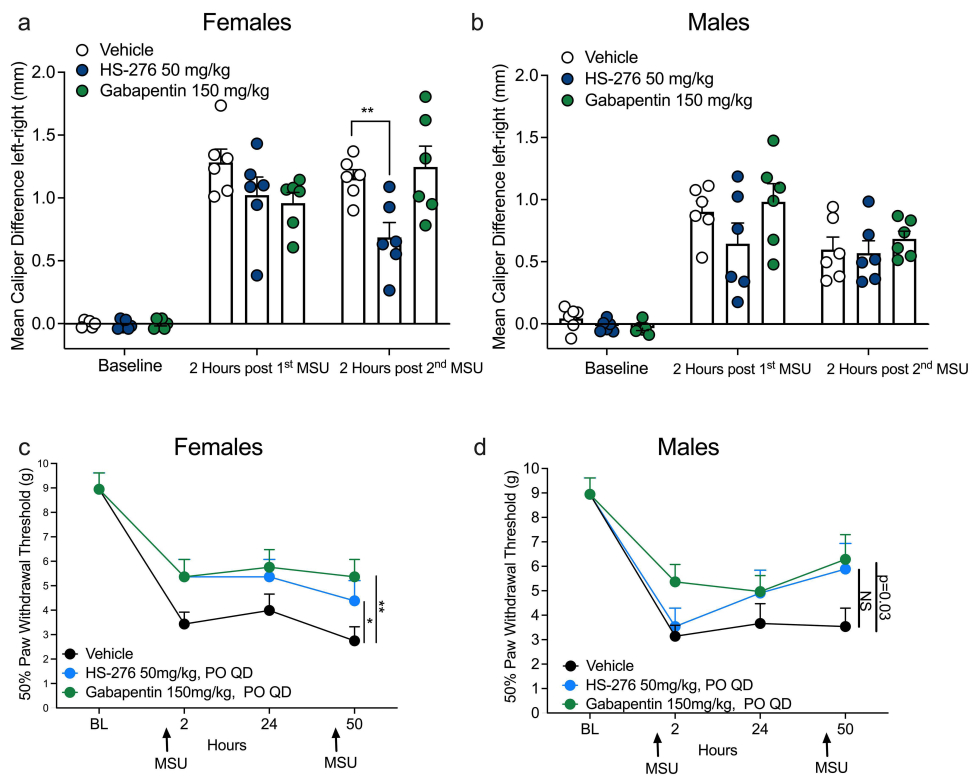 a
Females
Vehicle
HS-276 50 mg/kg
Gabapentin 150 mg/kg
Mean Caliper Difference left-right (mm)
2.0
1.5
1.0
0.5
0.0
**
Baseline
2 Hours post 1st MSU
2 Hours post 2nd MSU
b
Males
Vehicle
HS-276 50 mg/kg
Gabapentin 150 mg/kg
Mean Caliper Difference left-right (mm)
2.0
1.5
1.0
0.5
0.0
Baseline
2 Hours post 1st MSU
2 Hours post 2nd MSU
c
Females
50% Paw Withdrawal Threshold (g)
10
9
8
7
6
5
4
3
2
1
0
*
**
Vehicle
HS-276 50mg/kg, PO QD
Gabapentin 150mg/kg, PO QD
BL
2
24
50
Hours
MSU
MSU
d
Males
50% Paw Withdrawal Threshold (g)
10
9
8
7
6
5
4
3
2
1
0
NS
p=0.03
Vehicle
HS-276 50mg/kg, PO QD
Gabapentin 150mg/kg, PO QD
BL
2
24
50
Hours
MSU
MSU